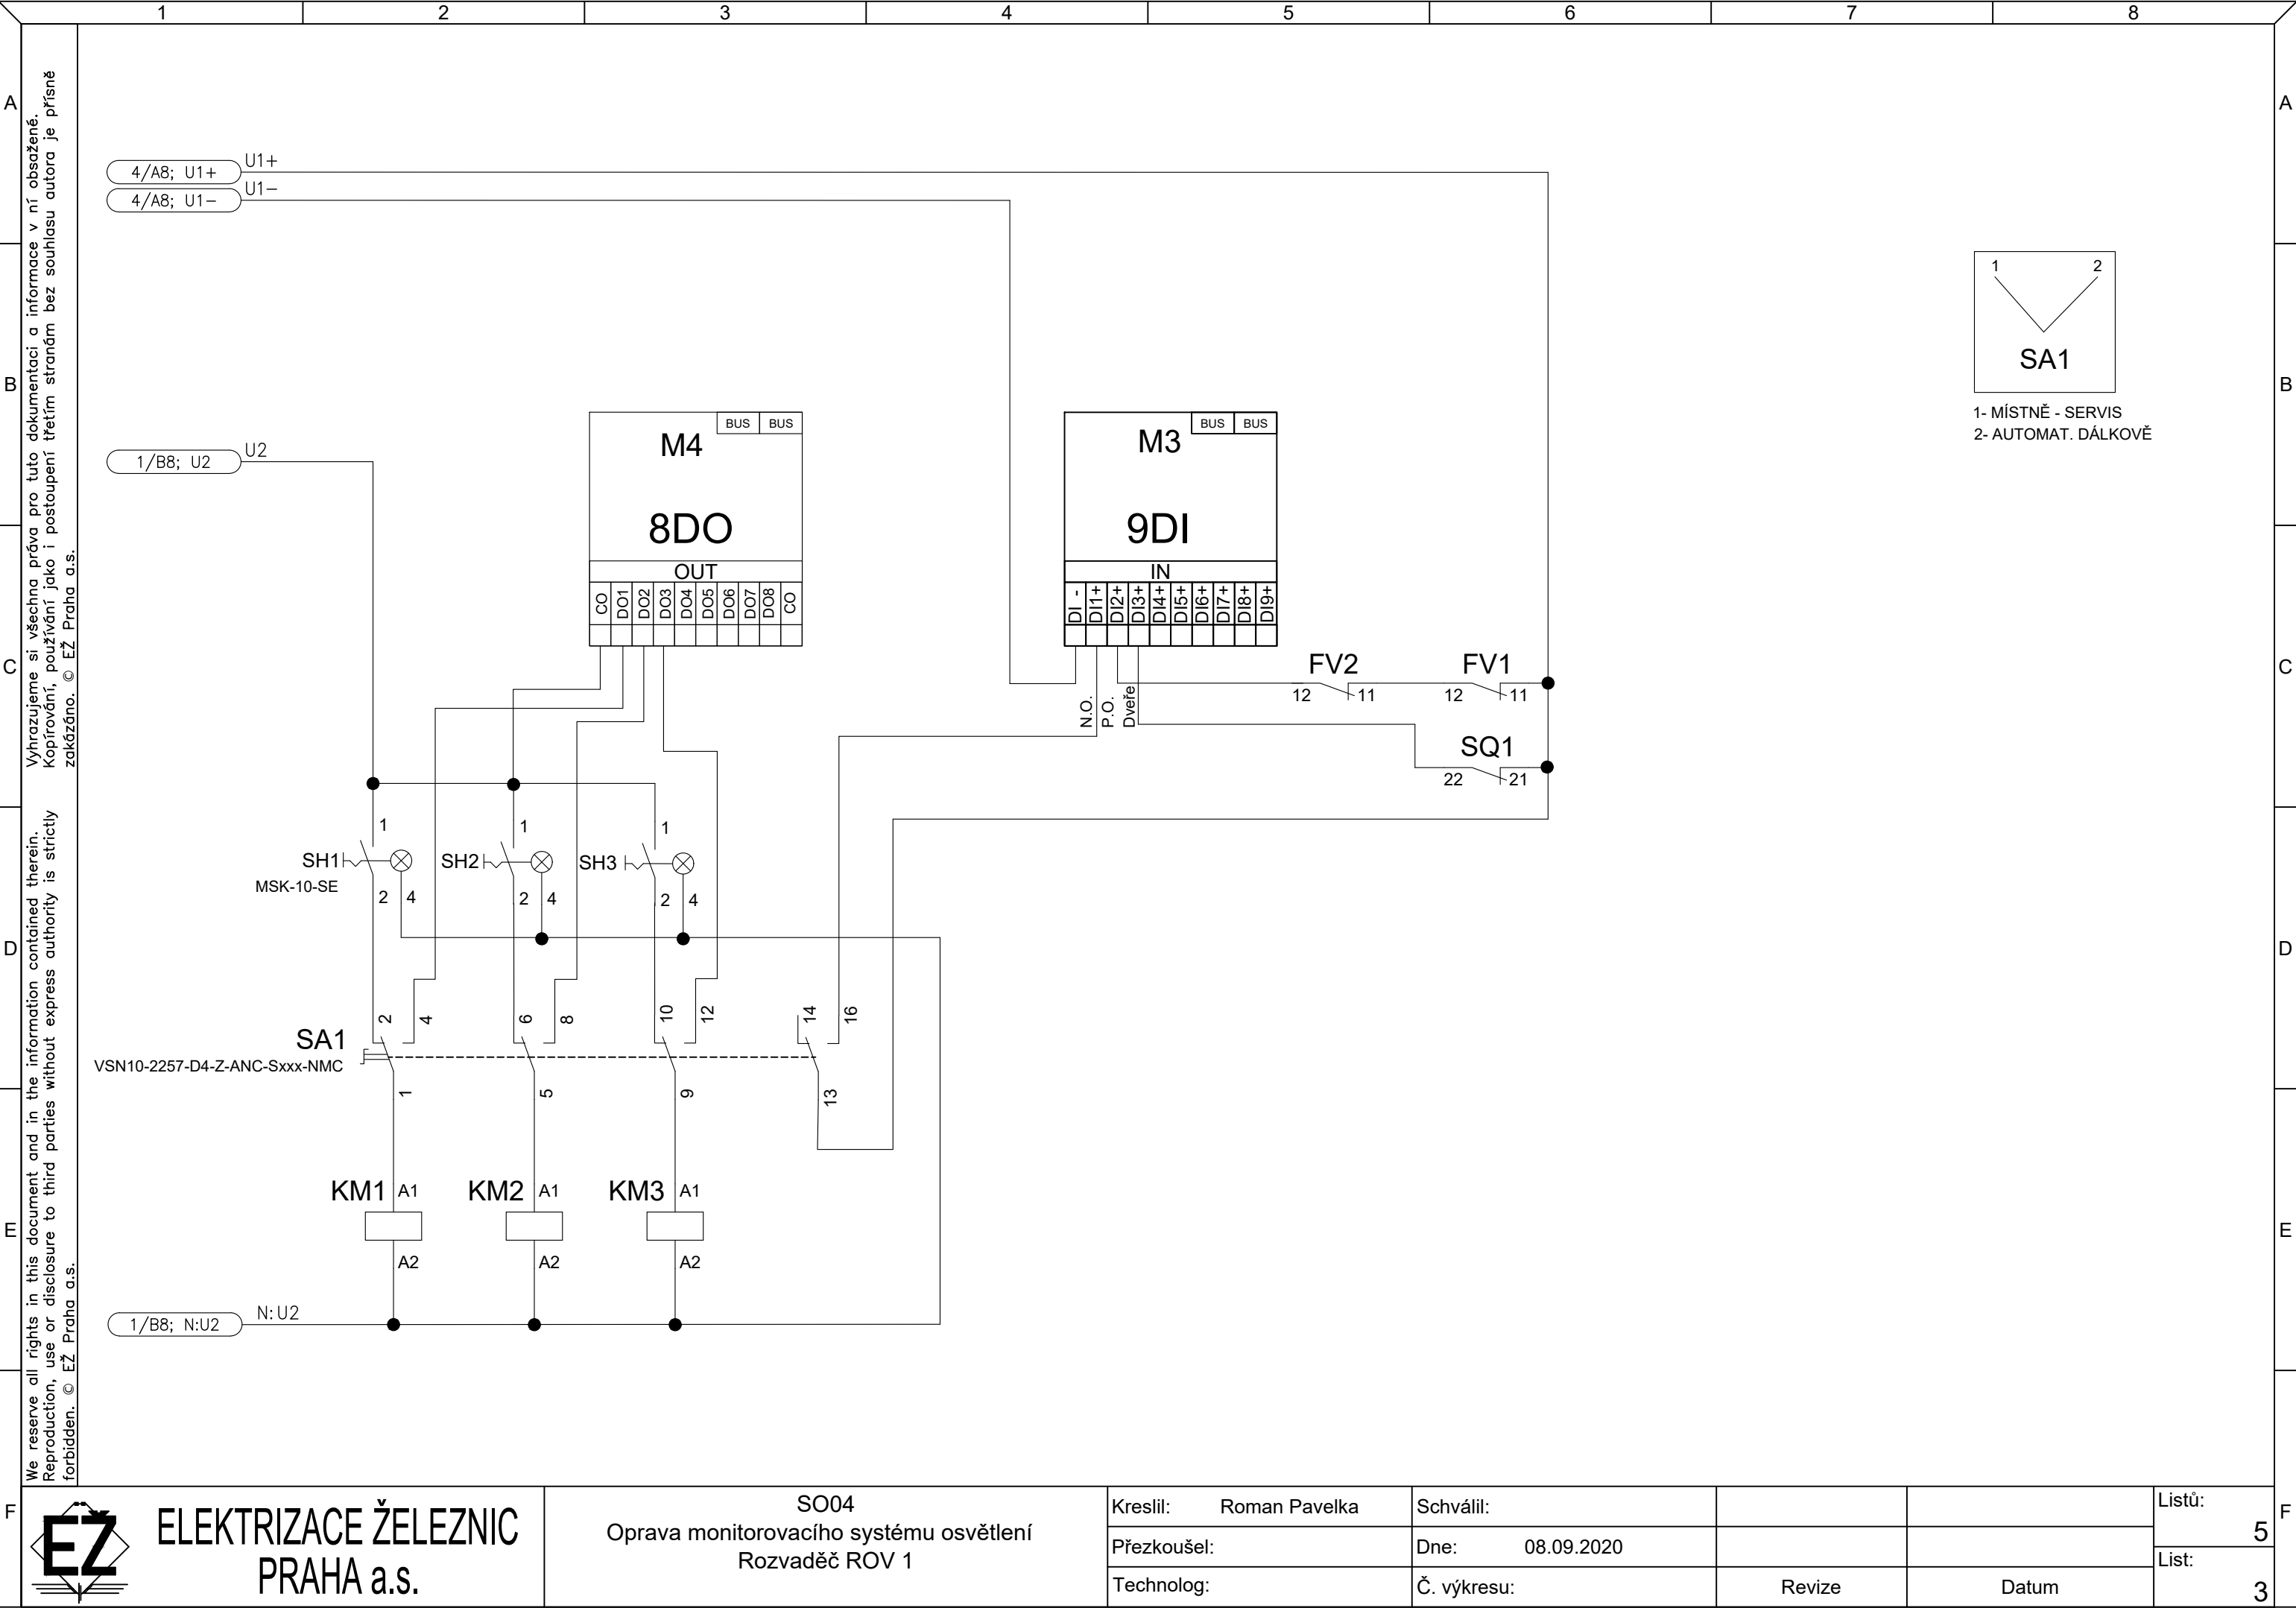 1 2 3 4 5 6 7 8
A
B
C
D
E
F
A
B
C
D
E
F
Vyhrazujeme si všechna práva pro tuto dokumentaci a informace v ní obsažené.
Kopírování, používání jako i postoupení třetím stranám bez souhlasu autora je přísně
zakázáno. © EŽ Praha a.s.
We reserve all rights in this document and in the information contained therein.
Reproduction, use or disclosure to third parties without express authority is strictly
forbidden. © EŽ Praha a.s.
4/A8; U1+ U1+
4/A8; U1− U1−
1/B8; U2 U2
1 2
SA1
1- MÍSTNĚ - SERVIS
2- AUTOMAT. DÁLKOVĚ
BUS BUS
M4
8DO
OUT
CO DO1 DO2 DO3 DO4 DO5 DO6 DO7 DO8 CO
BUS BUS
M3
9DI
IN
DI - DI1+ DI2+ DI3+ DI4+ DI5+ DI6+ DI7+ DI8+ DI9+
N.O.
P.O.
Dveře
FV2 FV1
12 11 12 11
SQ1
22 21
1 1 1
SH1 SH2 SH3
MSK-10-SE
2 4 2 4 2 4
2 4 6 8 10 12 14 16
SA1
VSN10-2257-D4-Z-ANC-Sxxx-NMC
1 5 9 13
KM1 A1 KM2 A1 KM3 A1
A2 A2 A2
1/B8; N:U2 N:U2
EŽ
ELEKTRIZACE ŽELEZNIC
PRAHA a.s.
SO04
Oprava monitorovacího systému osvětlení
Rozvaděč ROV 1
Kreslil: Roman Pavelka
Přezkoušel:
Technolog:
Schválil:
Dne: 08.09.2020
Č. výkresu:
Revize
Datum
Listů:
5
List:
3